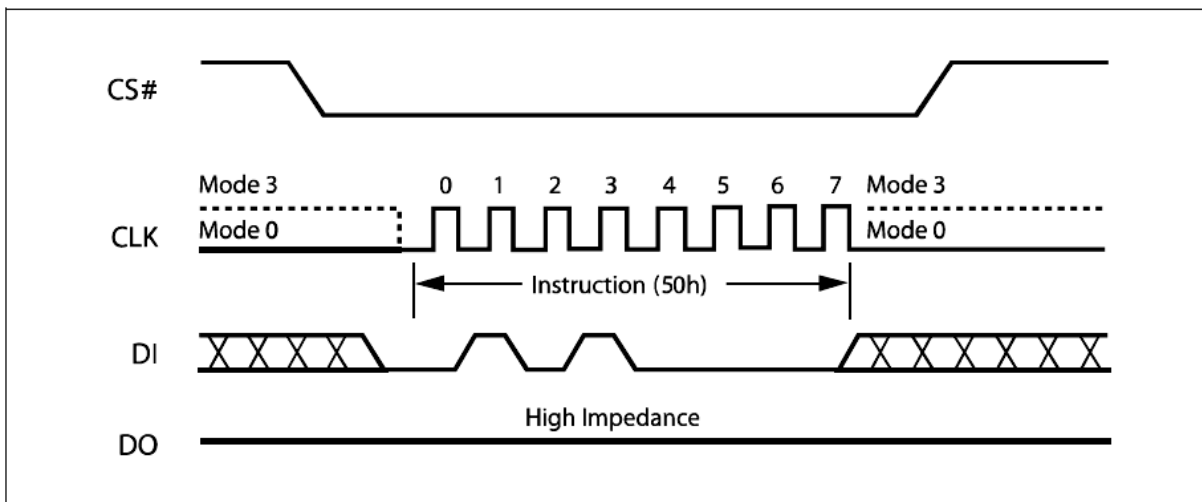 CS#
Mode 3 0 1 2 3 4 5 6 7 Mode 3
CLK Mode 0 Mode 0
Instruction (50h)
DI
High Impedance
DO